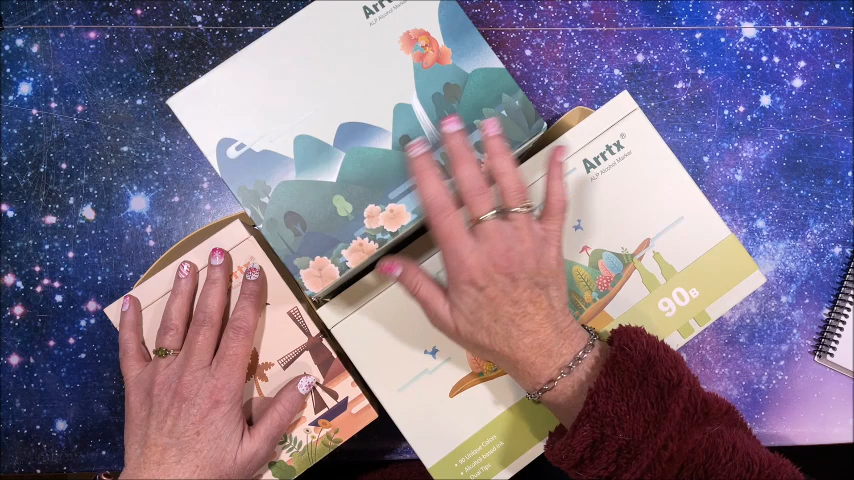 Arrtx
ALP Alcohol Marker
Arrtx®
ALP Alcohol Marker
90B
• 90 Unique Colors
• Alcohol-based Ink
Dual Tips